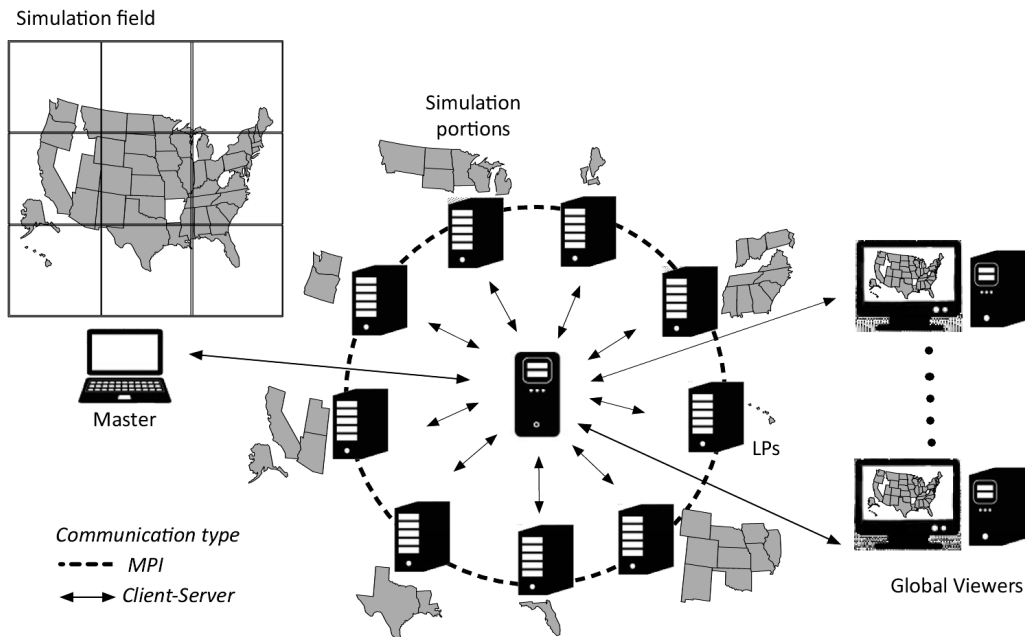 Simulation field
Simulation
portions
Master
LPs
Communication type
MPI
Client-Server
Global Viewers